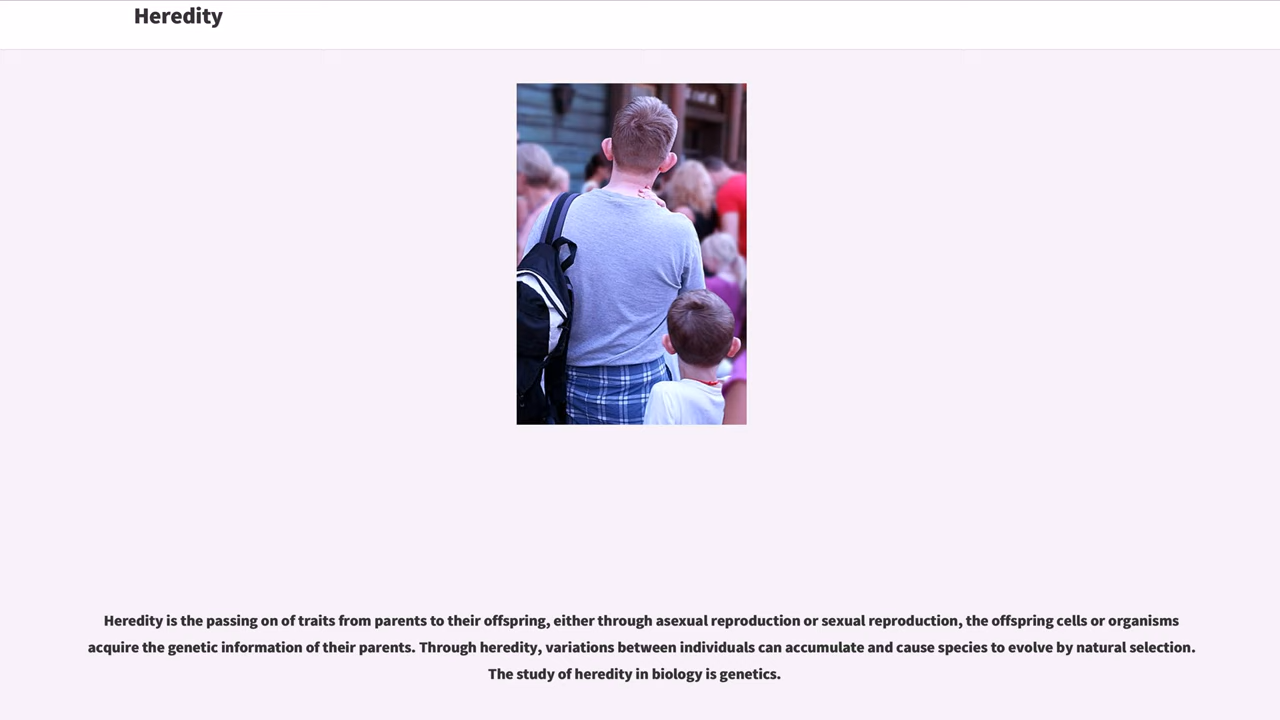 Heredity
Heredity is the passing on of traits from parents to their offspring, either through asexual reproduction or sexual reproduction, the offspring cells or organisms
acquire the genetic information of their parents. Through heredity, variations between individuals can accumulate and cause species to evolve by natural selection.
The study of heredity in biology is genetics.